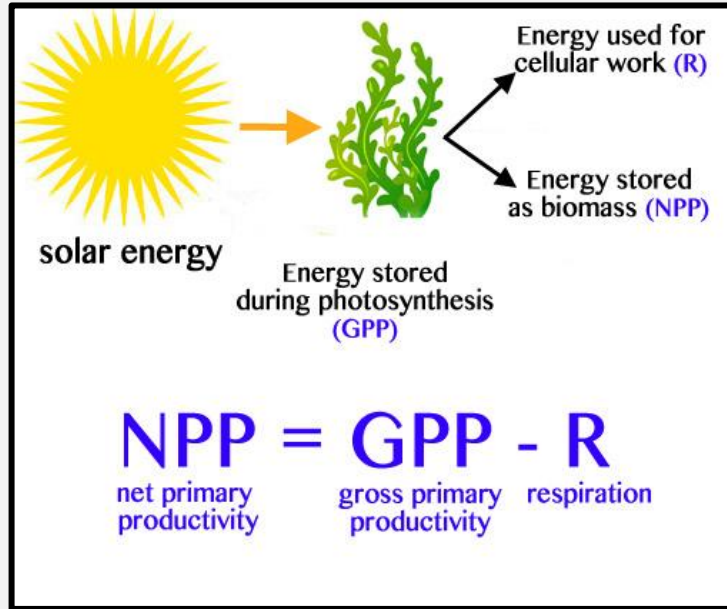 Energy used for
cellular work (R)
Energy stored
as biomass (NPP)
solar energy
Energy stored
during photosynthesis
(GPP)
NPP = GPP - R
net primary
productivity
gross primary
productivity
respiration